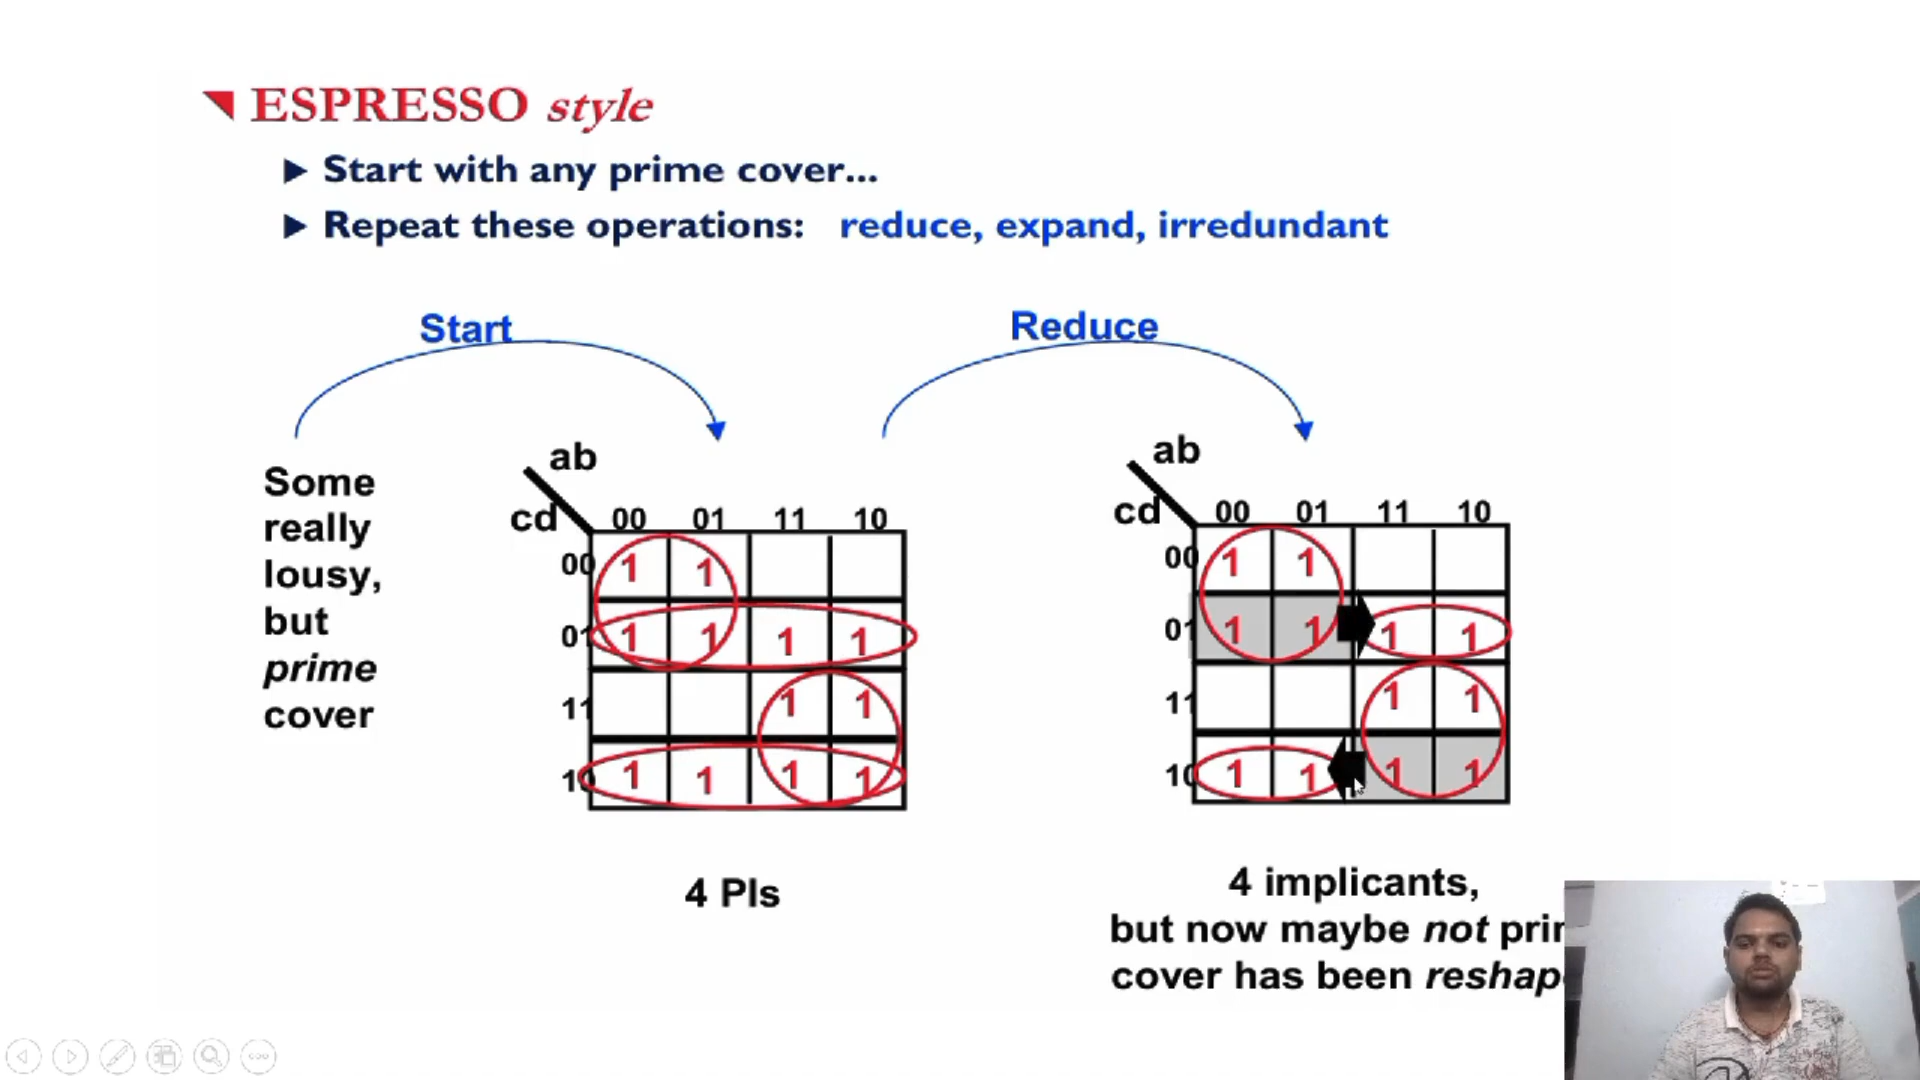 ESPRESSO style
Start with any prime cover...
Repeat these operations: reduce, expand, irredundant
Start
Reduce
Some
really
lousy,
but
prime
cover
ab
cd
00 01 11 10
00 1 1
01 1 1 1 1
11 1 1
10 1 1 1 1
4 PIs
ab
cd
00 01 11 10
00 1 1
01 1 1 1 1
11 1 1
10 1 1 1 1
4 implicants,
but now maybe not
cover has been